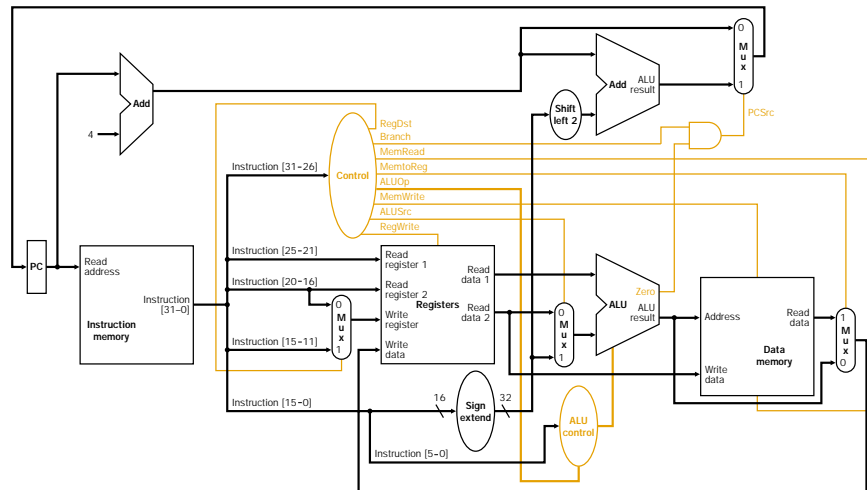 0
M
u
x
1
Add
4
Add
ALU
result
Shift
left 2
PCSrc
RegDst
Branch
MemRead
MemtoReg
ALUOp
MemWrite
ALUSrc
RegWrite
Control
Instruction [31–26]
Instruction [25–21]
Instruction [20–16]
Instruction [15–11]
Instruction [15–0]
Instruction [5–0]
PC
Read
address
Instruction
[31–0]
Instruction
memory
0
M
u
x
1
Read
register 1
Read
register 2
Write
register
Write
data
Registers
Read
data 1
Read
data 2
0
M
u
x
1
Zero
ALU
ALU
result
Address
Write
data
Read
data
Data
memory
1
M
u
x
0
16
Sign
extend
32
ALU
control